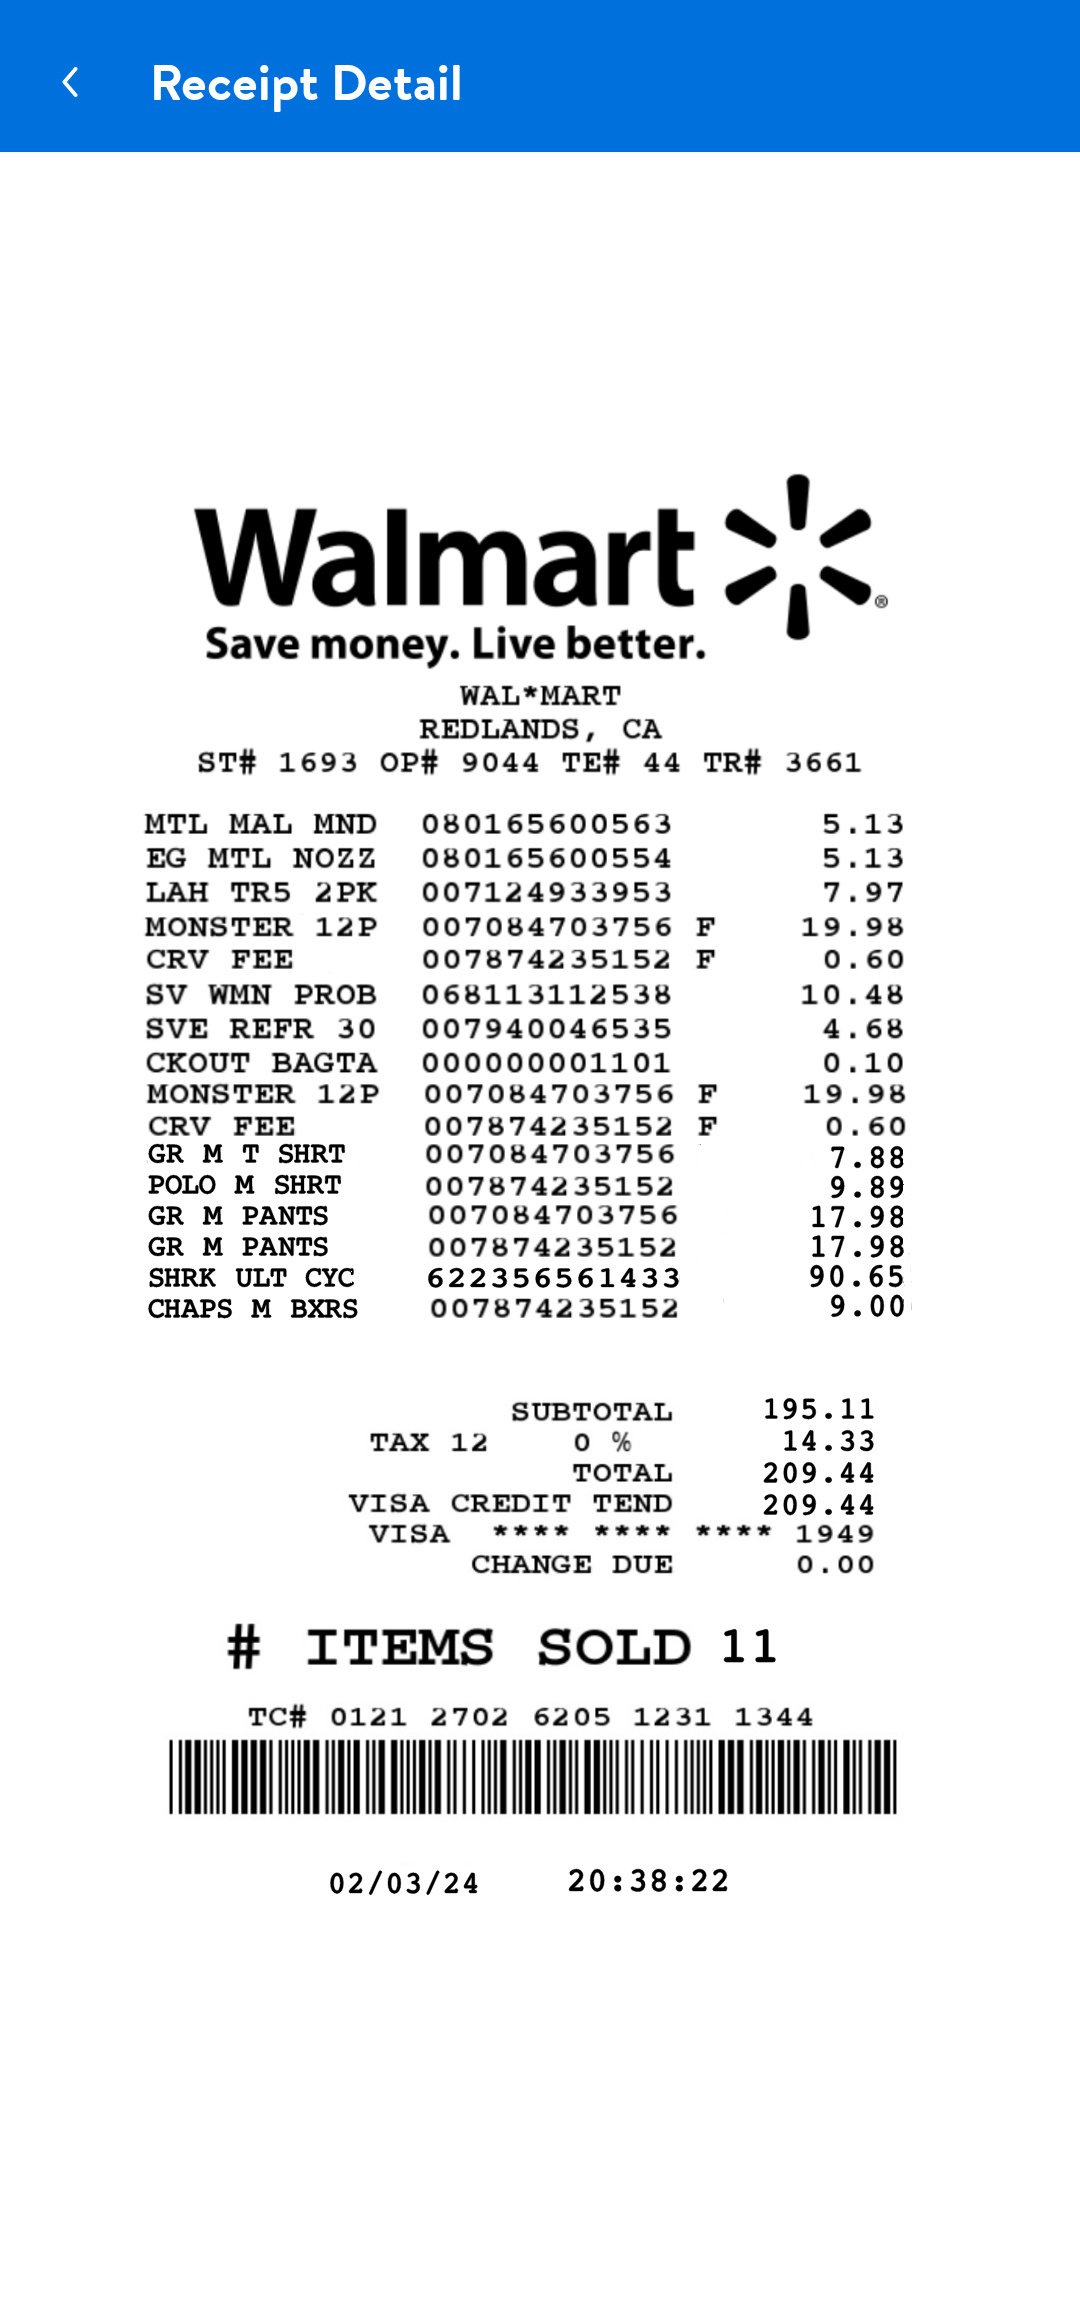 Receipt Detail
Walmart
Save money. Live better.
WAL*MART
REDLANDS, CA
ST# 1693 OP# 9044 TE# 44 TR# 3661
MTL MAL MND 080165600563 5.13
EG MTL NOZZ 080165600554 5.13
LAH TR5 2PK 007124933953 7.97
MONSTER 12P 007084703756 F 19.98
CRV FEE 007874235152 F 0.60
SV WMN PROB 068113112538 10.48
SVE REFR 30 007940046535 4.68
CKOUT BAGTA 000000001101 0.10
MONSTER 12P 007084703756 F 19.98
CRV FEE 007874235152 F 0.60
GR M T SHRT 007084703756 7.88
POLO M SHRT 007874235152 9.89
GR M PANTS 007084703756 17.98
GR M PANTS 007874235152 17.98
SHRK ULT CYC 622356561433 90.65
CHAPS M BXRS 007874235152 9.00
SUBTOTAL 195.11
TAX 12 0 % 14.33
TOTAL 209.44
VISA CREDIT TEND 209.44
VISA **** **** **** 1949
CHANGE DUE 0.00
# ITEMS SOLD 11
TC# 0121 2702 6205 1231 1344
02/03/24 20:38:22